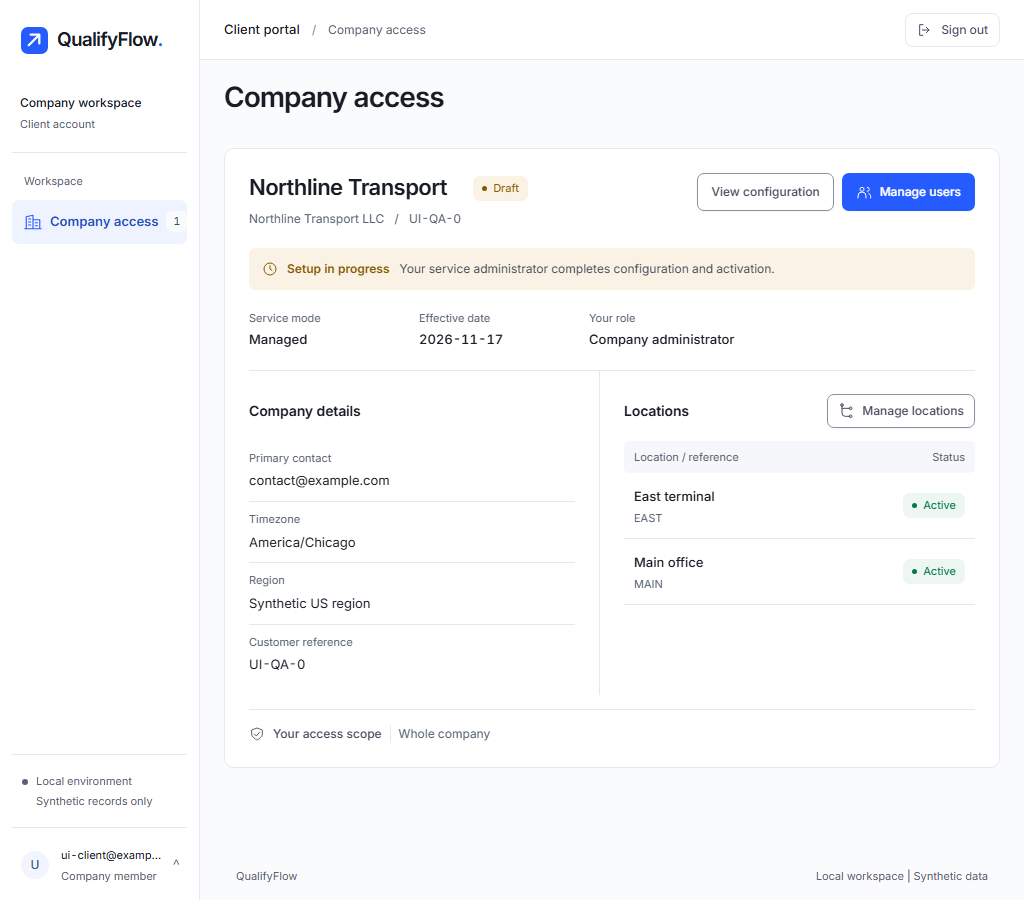 QualifyFlow.
Client portal / Company access
Sign out
Company workspace
Client account
Workspace
Company access 1
Company access
Northline Transport
Draft
View configuration
Manage users
Northline Transport LLC / UI-QA-0
Setup in progress Your service administrator completes configuration and activation.
Service mode
Managed
Effective date
2026-11-17
Your role
Company administrator
Company details
Primary contact
contact@example.com
Timezone
America/Chicago
Region
Synthetic US region
Customer reference
UI-QA-0
Locations
Manage locations
Location / reference Status
East terminal
EAST
Active
Main office
MAIN
Active
Your access scope Whole company
Local environment
Synthetic records only
U
ui-client@examp...
Company member
^
QualifyFlow
Local workspace | Synthetic data